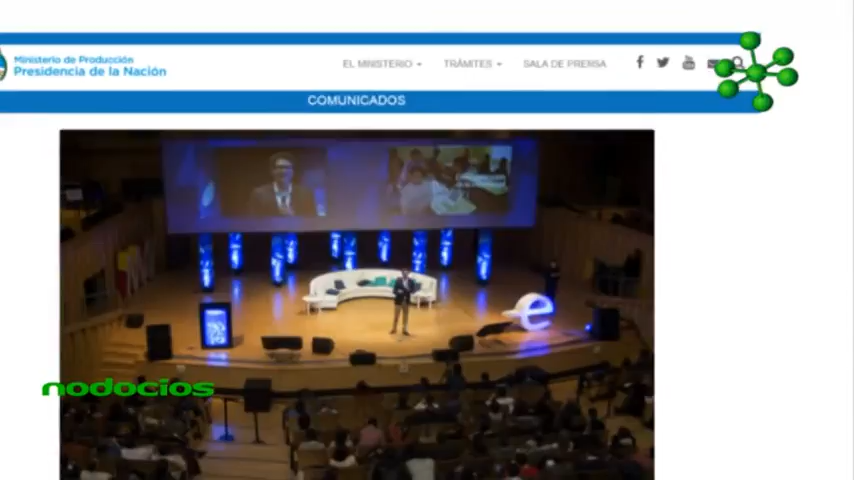 Ministerio de Producción
Presidencia de la Nación
EL MINISTERIO
TRÁMITES
SALA DE PRENSA
COMUNICADOS
e
nodocios